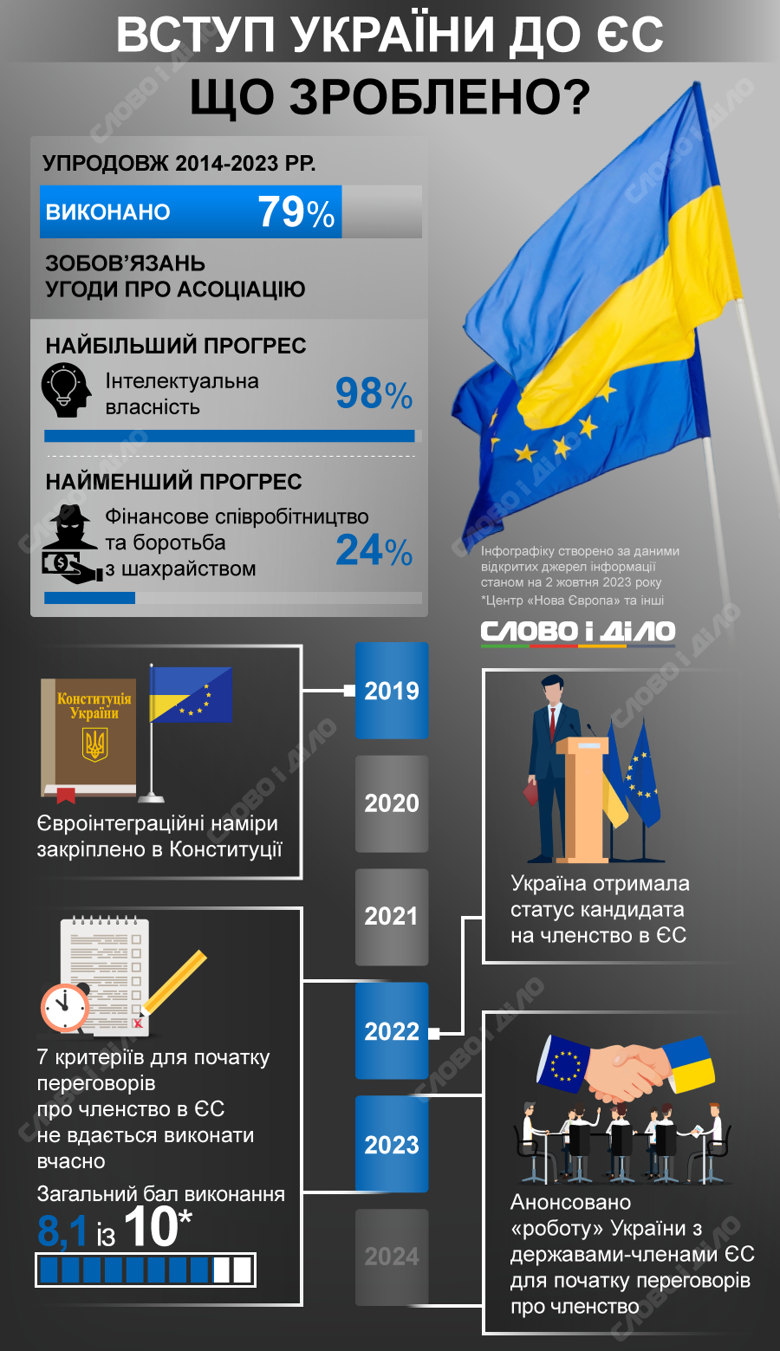 ВСТУП УКРАЇНИ ДО ЄС
ЩО ЗРОБЛЕНО?
УПРОДОВЖ 2014-2023 РР.
ВИКОНАНО 79%
ЗОБОВ’ЯЗАНЬ
УГОДИ ПРО АСОЦІАЦІЮ
НАЙБІЛЬШИЙ ПРОГРЕС
Інтелектуальна
власність
98%
НАЙМЕНШИЙ ПРОГРЕС
Фінансове співробітництво
та боротьба
з шахрайством
24%
Інфографіку створено за даними
відкритих джерел інформації
станом на 2 жовтня 2023 року
*Центр «Нова Європа» та інші
СЛОВО і ДіЛО
2019
Конституція
України
Євроінтеграційні наміри
закріплено в Конституції
2020
2021
Україна отримала
статус кандидата
на членство в ЄС
2022
7 критеріїв для початку
переговорів
про членство в ЄС
не вдається виконати
вчасно
Загальний бал виконання
8,1 із 10*
2023
Анонсовано
«роботу» України з
державами-членами ЄС
для початку переговорів
про членство
2024